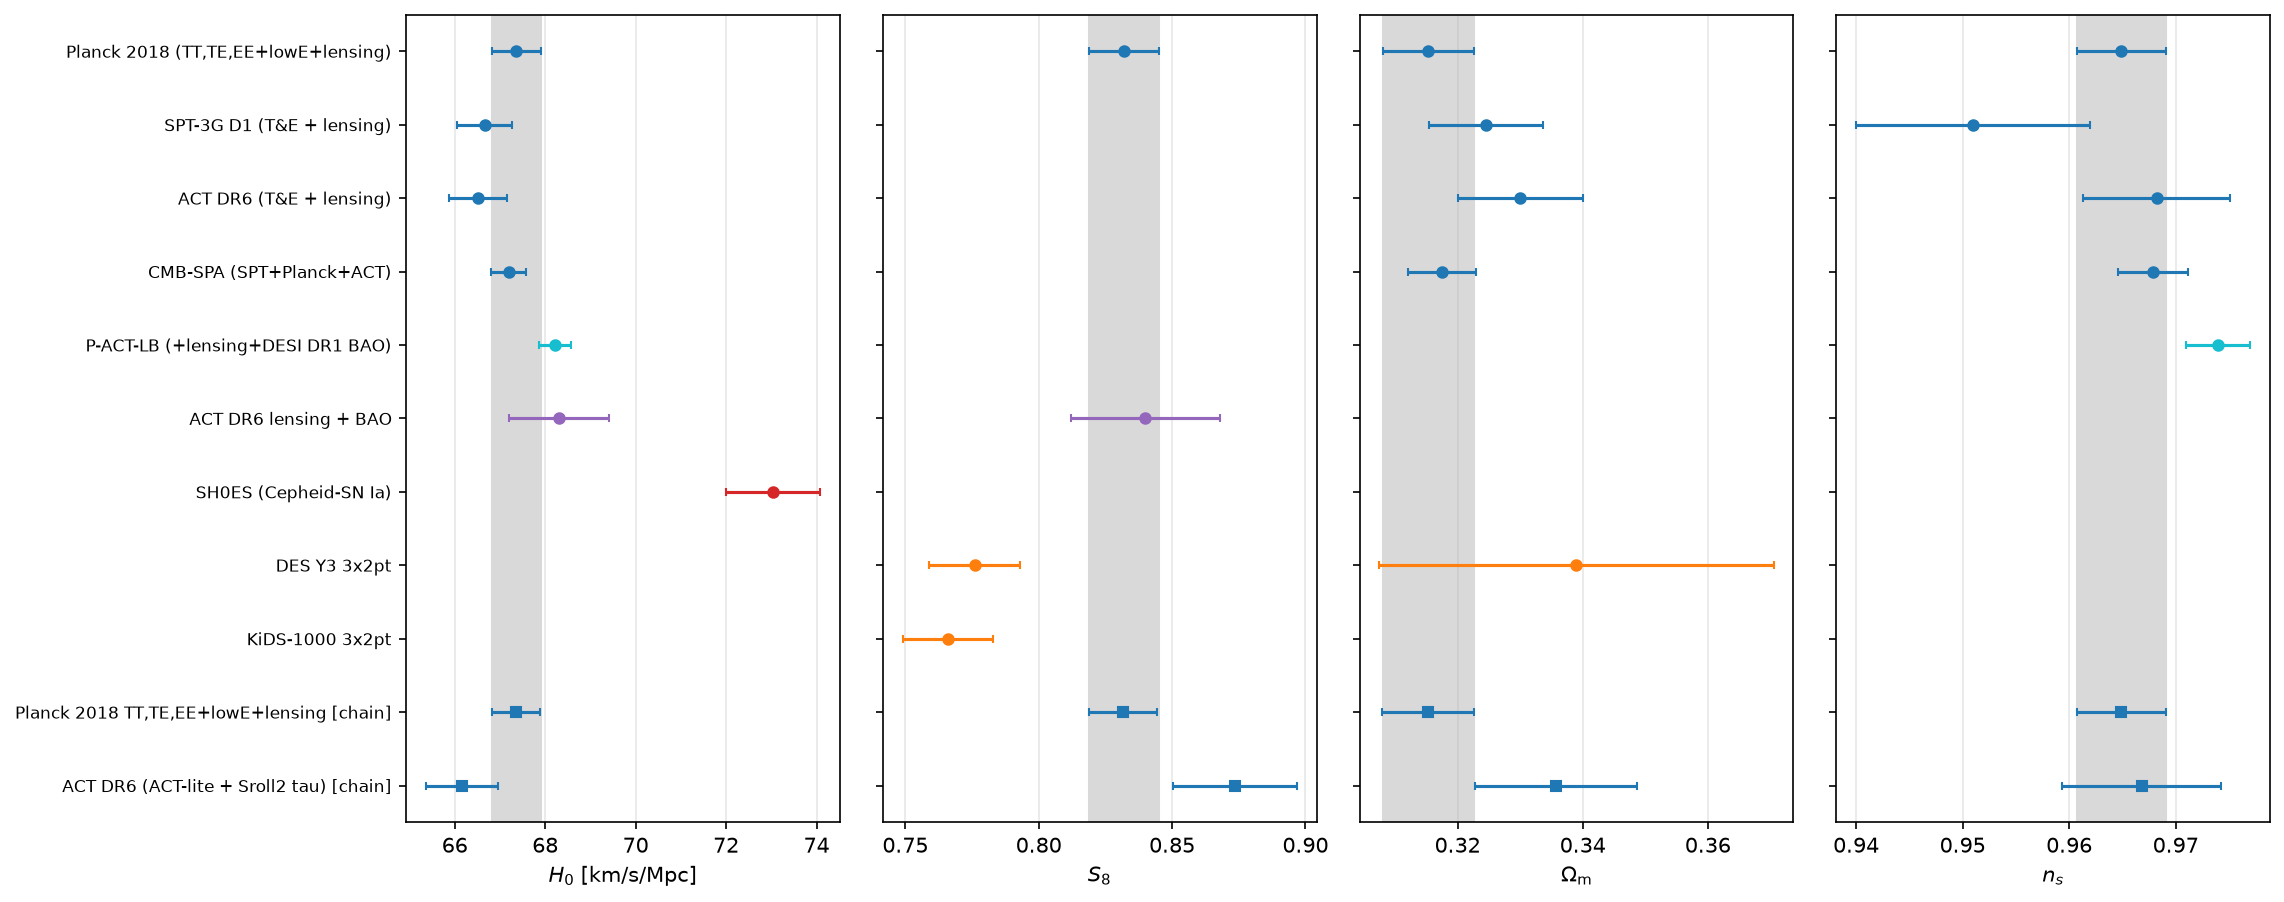 Planck 2018 (TT,TE,EE+lowE+lensing)
SPT-3G D1 (T&E + lensing)
ACT DR6 (T&E + lensing)
CMB-SPA (SPT+Planck+ACT)
P-ACT-LB (+lensing+DESI DR1 BAO)
ACT DR6 lensing + BAO
SH0ES (Cepheid-SN Ia)
DES Y3 3x2pt
KiDS-1000 3x2pt
Planck 2018 TT,TE,EE+lowE+lensing [chain]
ACT DR6 (ACT-lite + Sroll2 tau) [chain]
66 68 70 72 74
H₀ [km/s/Mpc]
0.75 0.80 0.85 0.90
S₈
0.32 0.34 0.36
Ωₘ
0.94 0.95 0.96 0.97
nₛ